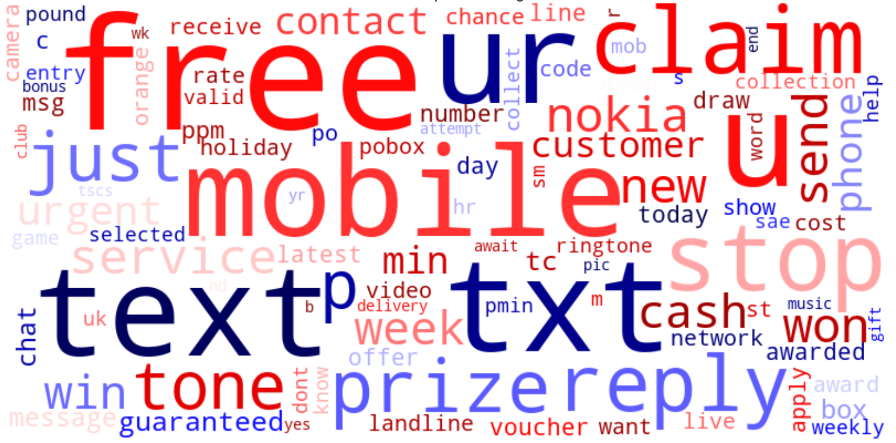 pound
camera
c
wk
receive
contact
chance
line
r
claim
free
ur
mob
end
entry
bonus
msg
orange
rate
valid
collect
code
s
collection
help
club
ppm
holiday
po
pobox
number
attempt
nokia
draw
word
send
phone
just
tscs
mobile
yr
day
hr
sm
customer
new
u
today
show
sae
cost
urgent
game
selected
service
latest
nd
min
await
tc
ringtone
pic
stop
text
p
b
video
delivery
m
txt
pmin
cash
st
music
won
gift
chat
uk
week
offer
network
awarded
win
tone
dont
know
prize
reply
apply
award
box
message
guaranteed
yes
landline
voucher
want
live
weekly